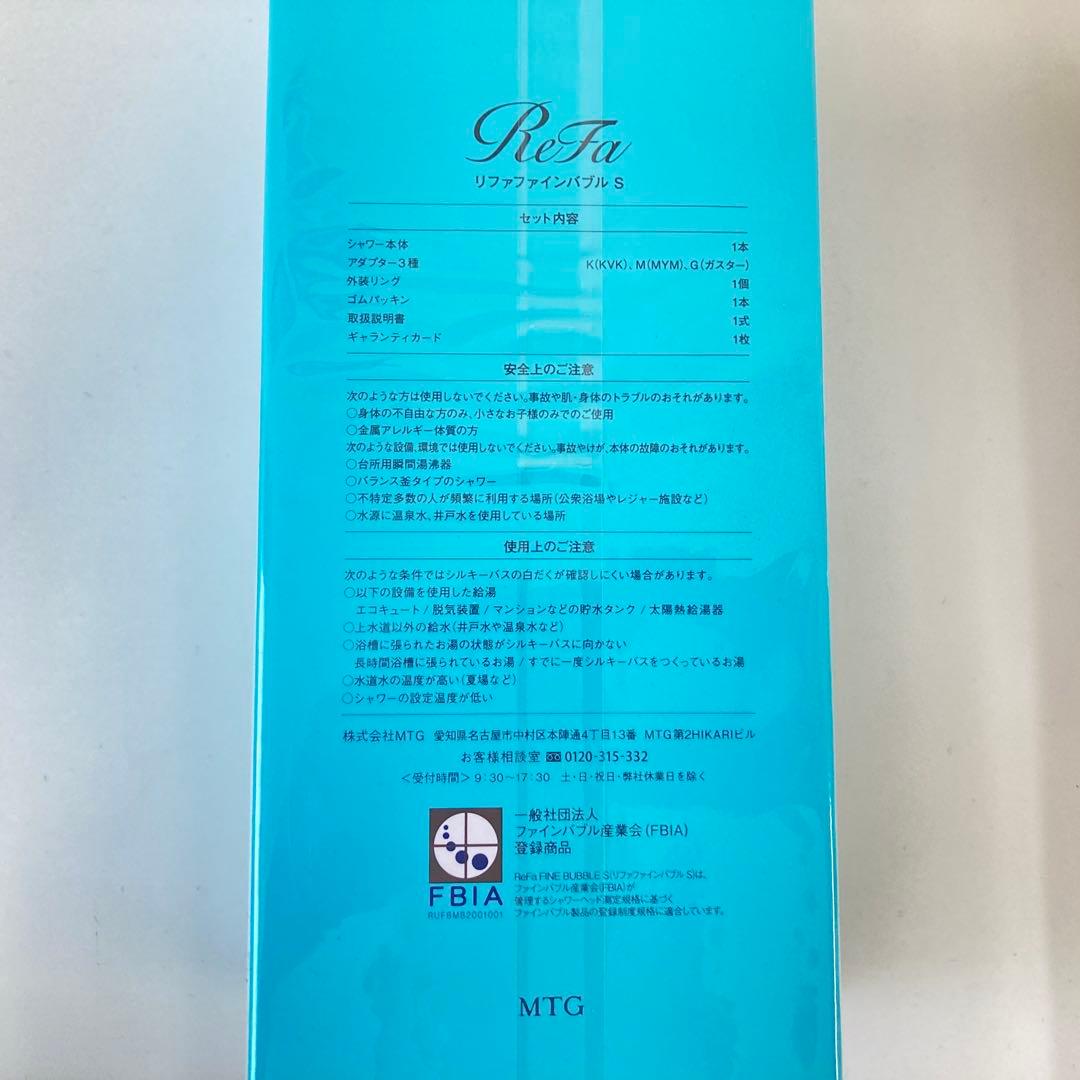 ReFa
リファファインバブル S
セット内容
シャワー本体 1本
アダプター3種 K(KVK)、M(MYM)、G(ガスター)
外装リング 1個
ゴムパッキン 1本
取扱説明書 1式
ギャランティカード 1枚
安全上のご注意
次のような方は使用しないでください。事故や肌・身体のトラブルのおそれがあります。
○身体の不自由な方のみ、小さなお子様のみでのご使用
○金属アレルギー体質の方
次のような設備、環境では使用しないでください。事故やけが、本体の故障のおそれがあります。
○台所用瞬間湯沸器
○バランス釜タイプのシャワー
○不特定多数の人が頻繁に利用する場所(公衆浴場やレジャー施設など)
○水源に温泉水、井戸水を使用している場所
使用上のご注意
次のような条件ではシルキーバスの白だくが確認しにくい場合があります。
○以下の設備を使用した給湯
エコキュート / 脱気装置 / マンションなどの貯水タンク / 太陽熱給湯器
○上水道以外の給水(井戸水や温泉水など)
○浴槽に張られたお湯の状態がシルキーバスに向かない
長時間浴槽に張られているお湯 / すでに一度シルキーバスをつくっているお湯
○水道水の温度が高い(夏場など)
○シャワーの設定温度が低い
株式会社MTG 愛知県名古屋市中村区本陣通4丁目13番 MTG第2HIKARIビル
お客様相談室 0120-315-332
＜受付時間＞9:30〜17:30 土・日・祝日・弊社休業日を除く
一般社団法人
ファインバブル産業会(FBIA)
登録商品
FBIA
RUFBMB2001001
ReFa FINE BUBBLE S(リファファインバブル S)は、
ファインバブル産業会(FBIA)が
管理するシャワーヘッド測定規格に基づく
ファインバブル製品の登録制度規格に適合しています。
MTG